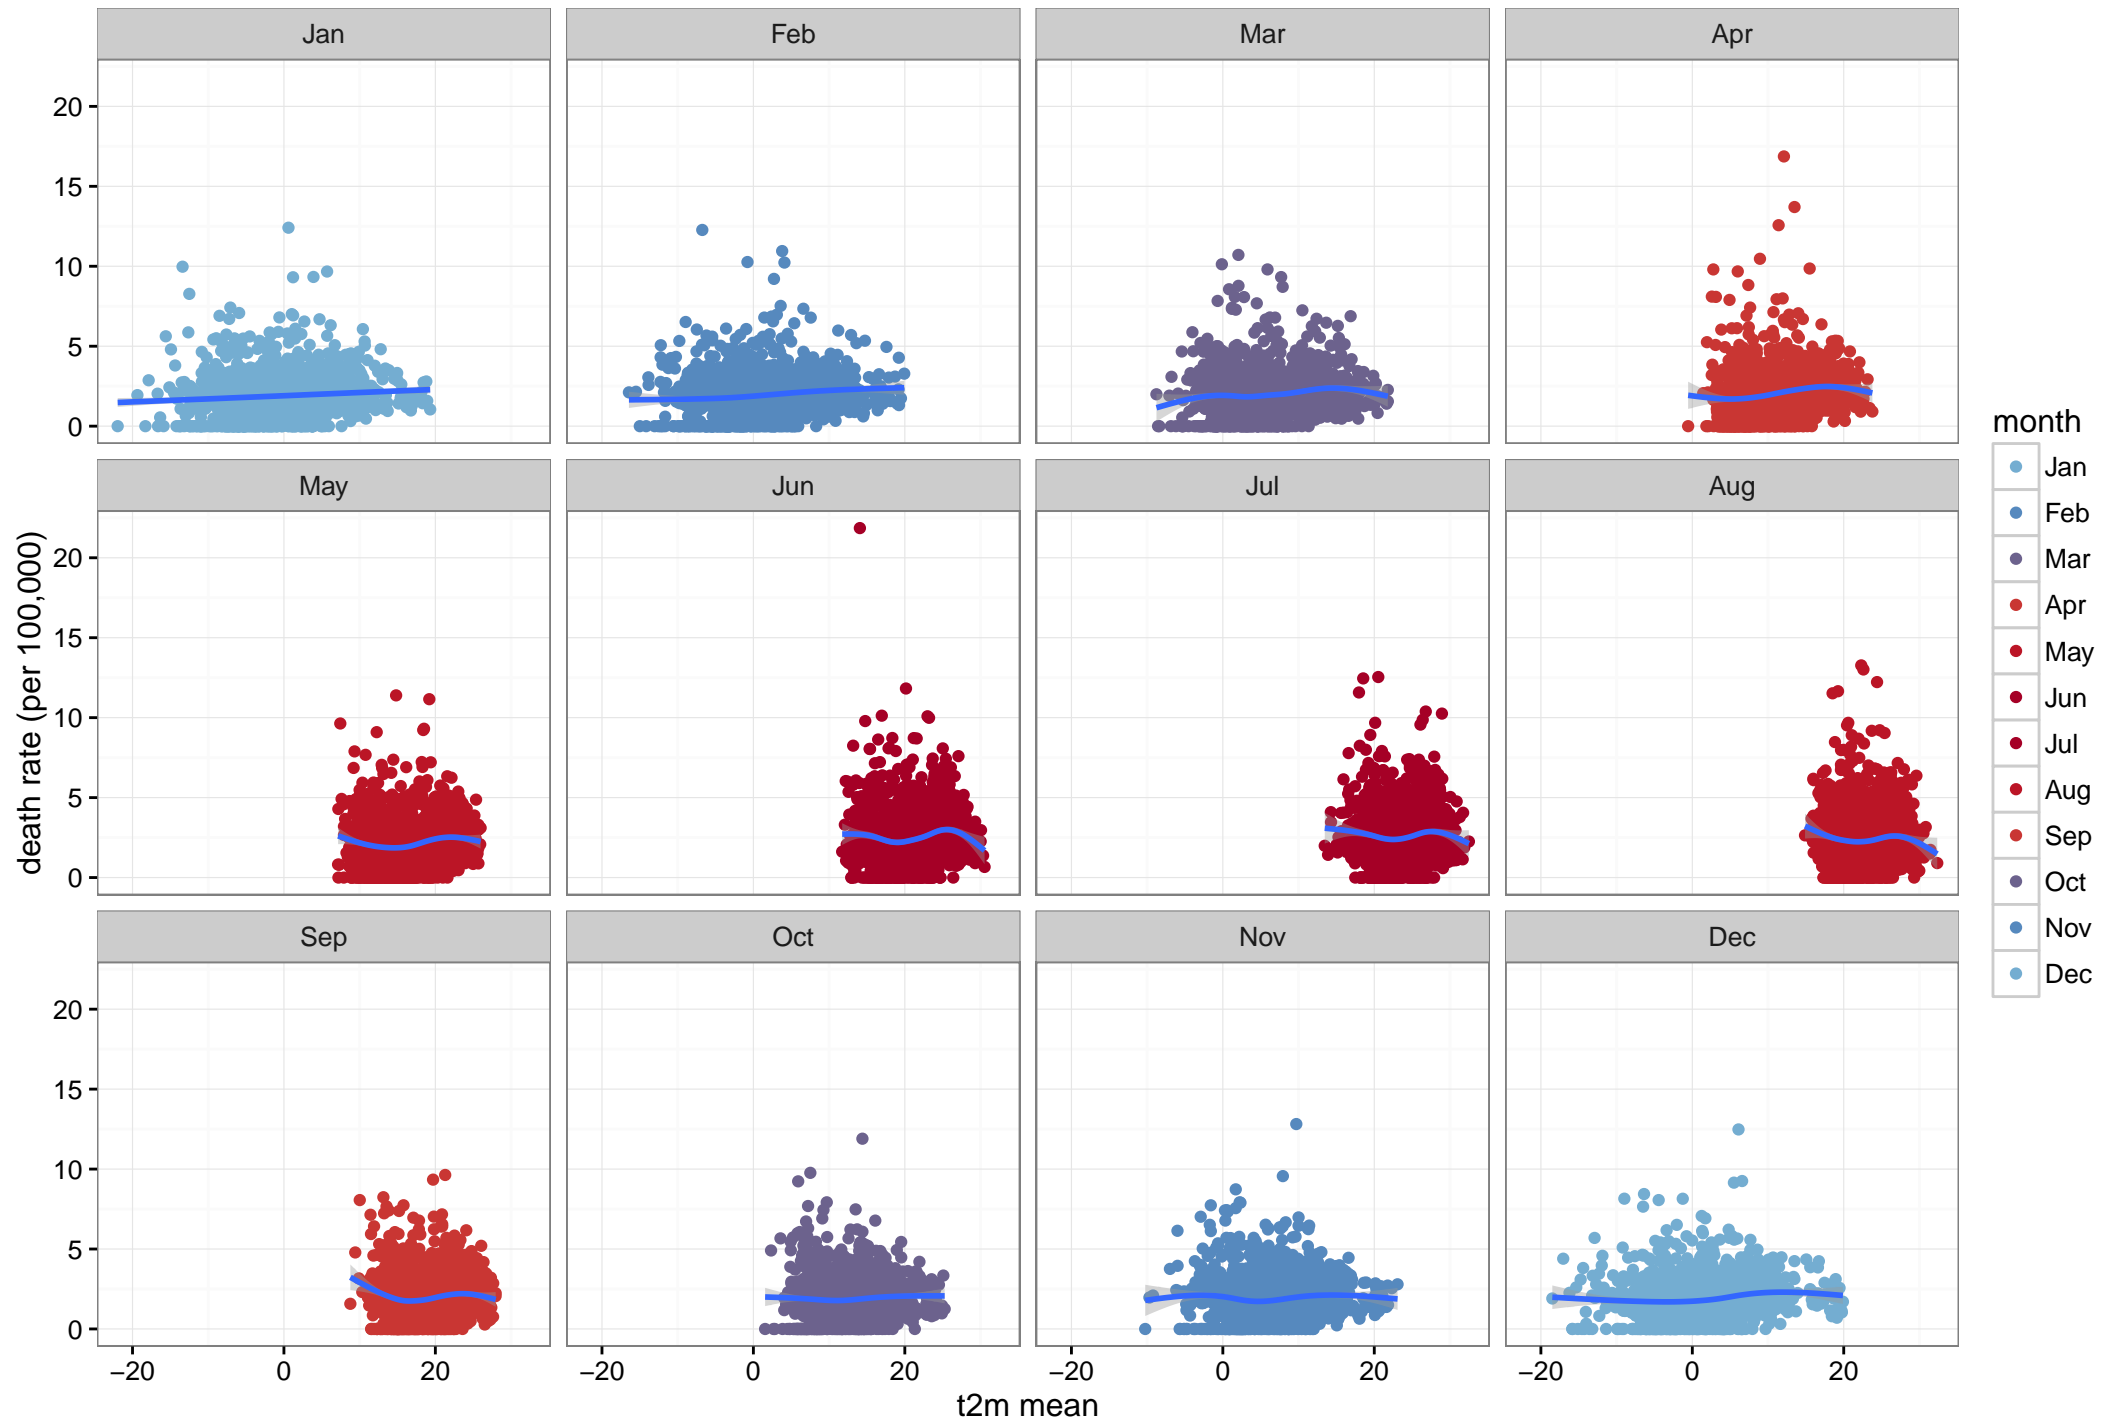 Jan Feb Mar Apr
20
15
10
5
0
May Jun Jul Aug
20
15
10
5
0
Sep Oct Nov Dec
20
15
10
5
0
−20 0 20 −20 0 20 −20 0 20 −20 0 20
t2m mean
death rate (per 100,000)
month
Jan
Feb
Mar
Apr
May
Jun
Jul
Aug
Sep
Oct
Nov
Dec